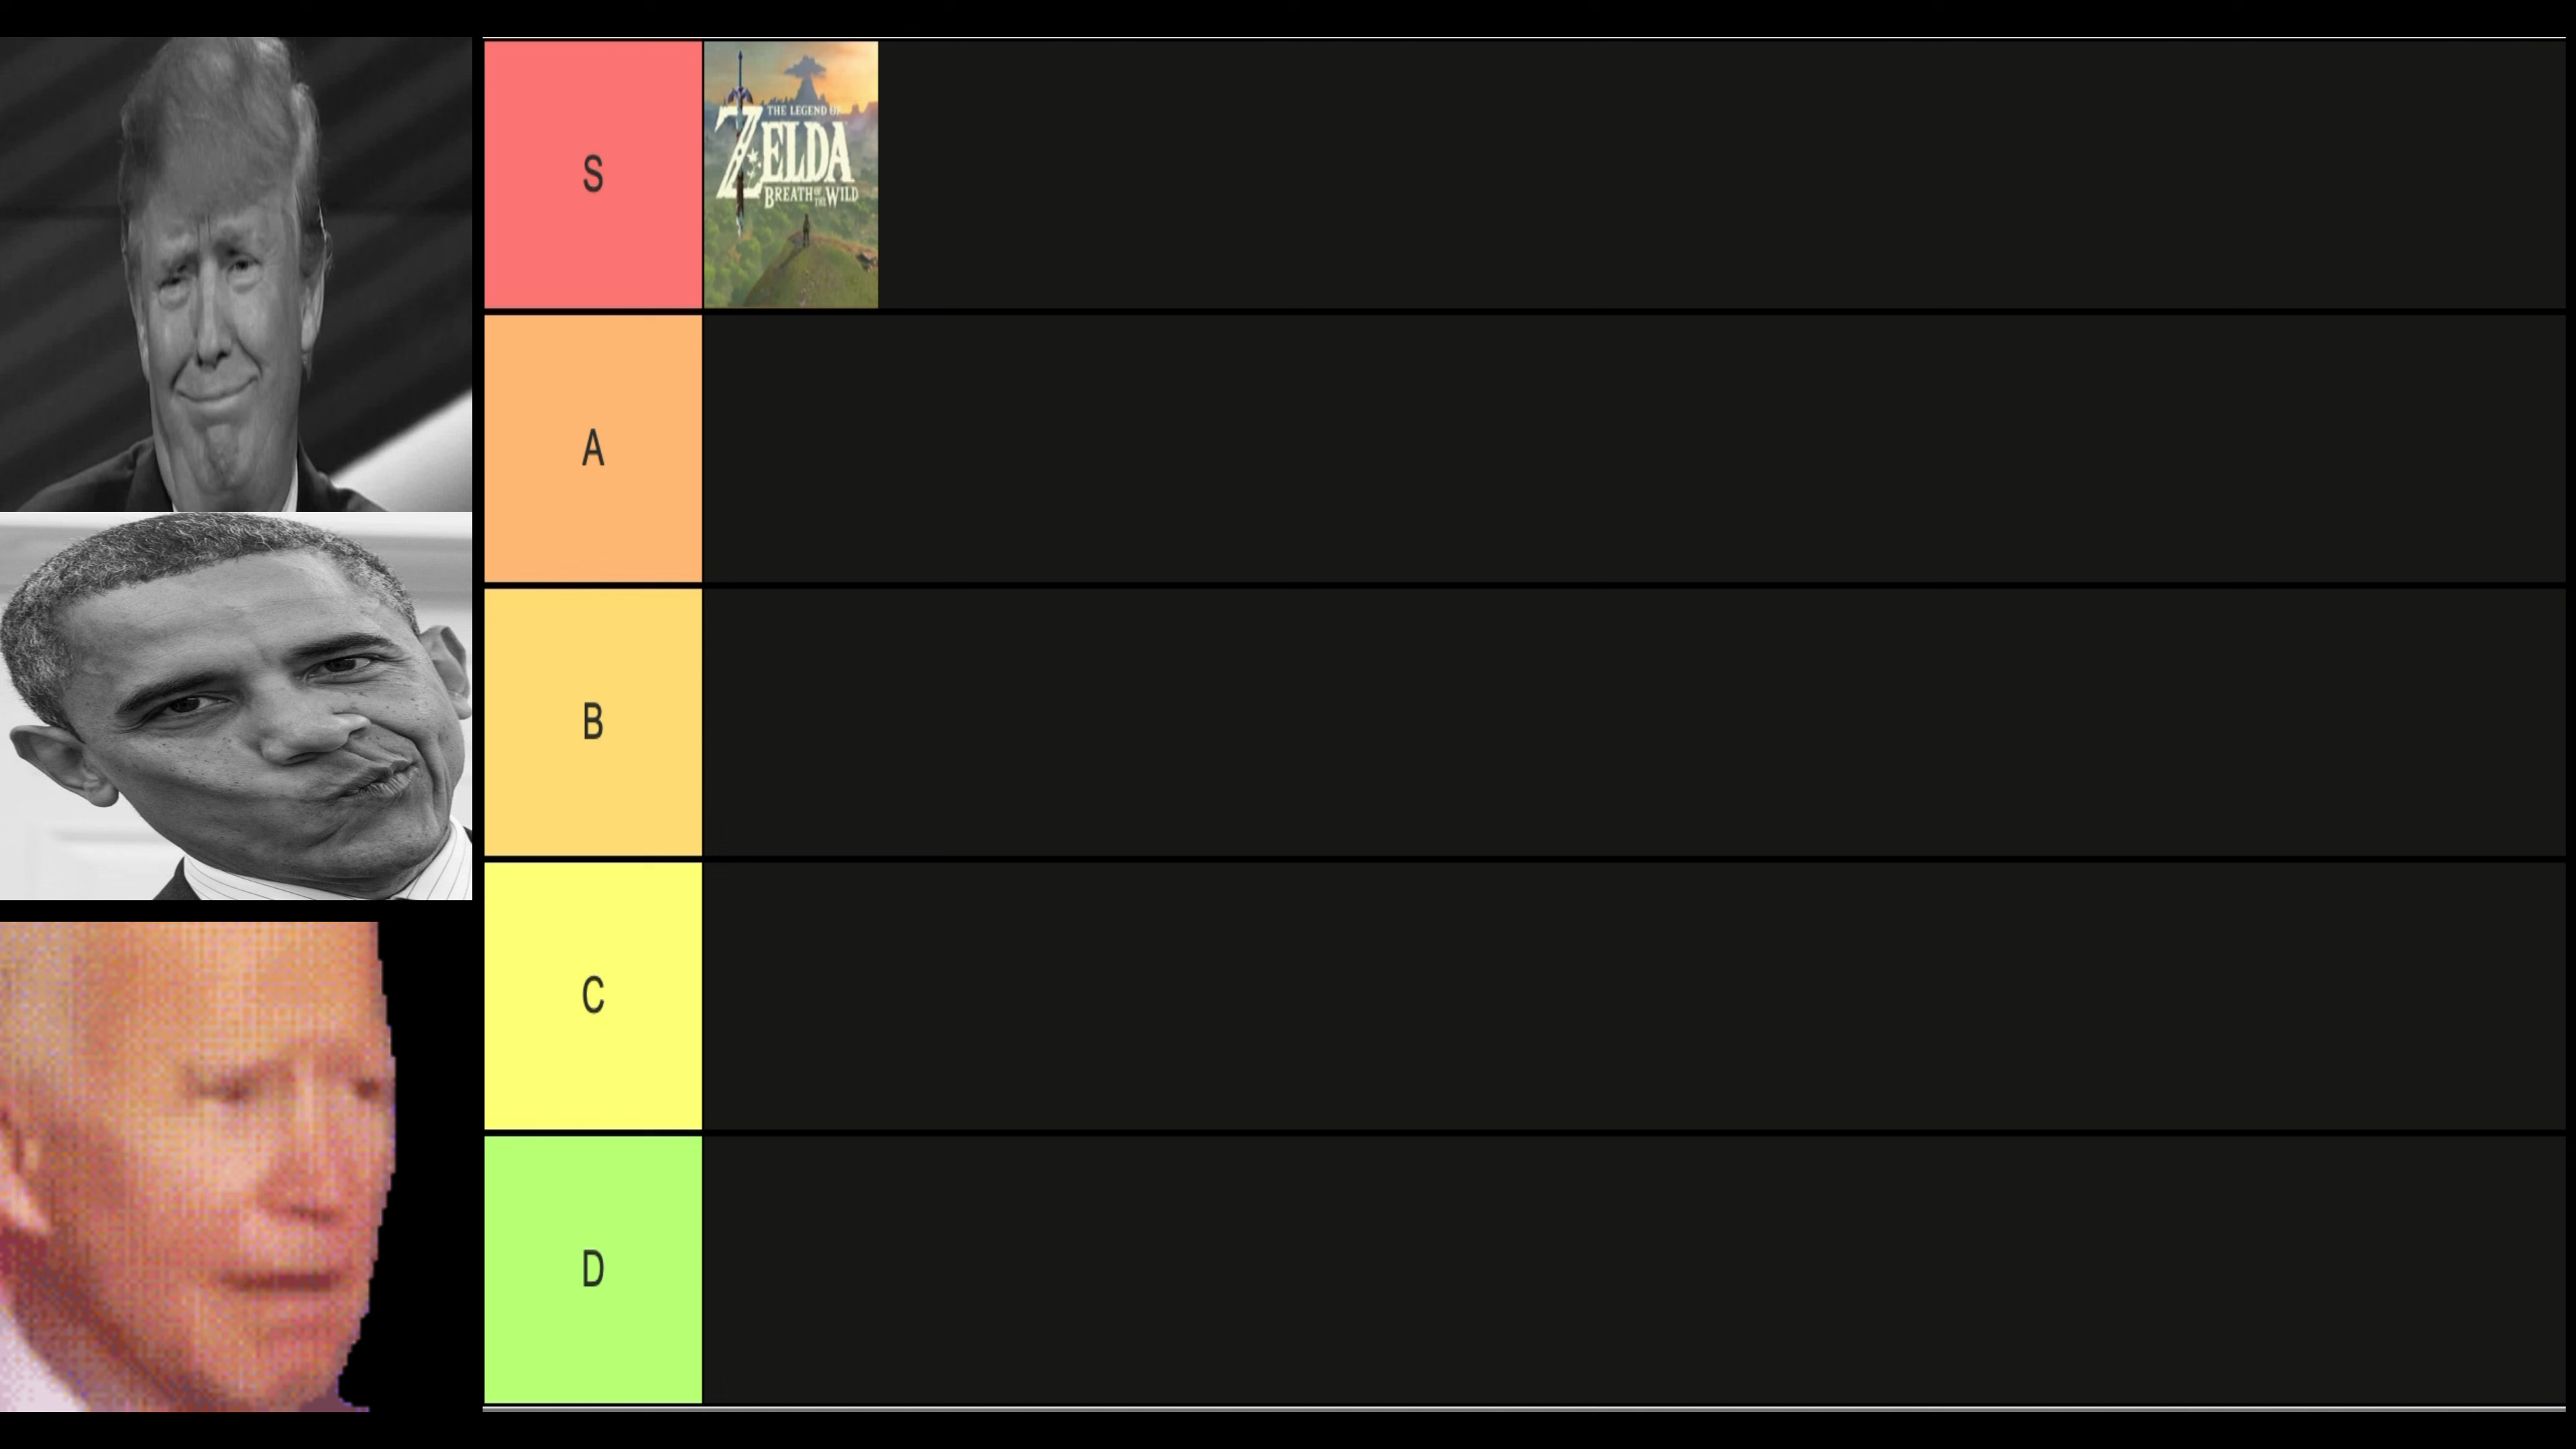 S
THE LEGEND OF
ZELDA
BREATH OF THE WILD
A
B
C
D